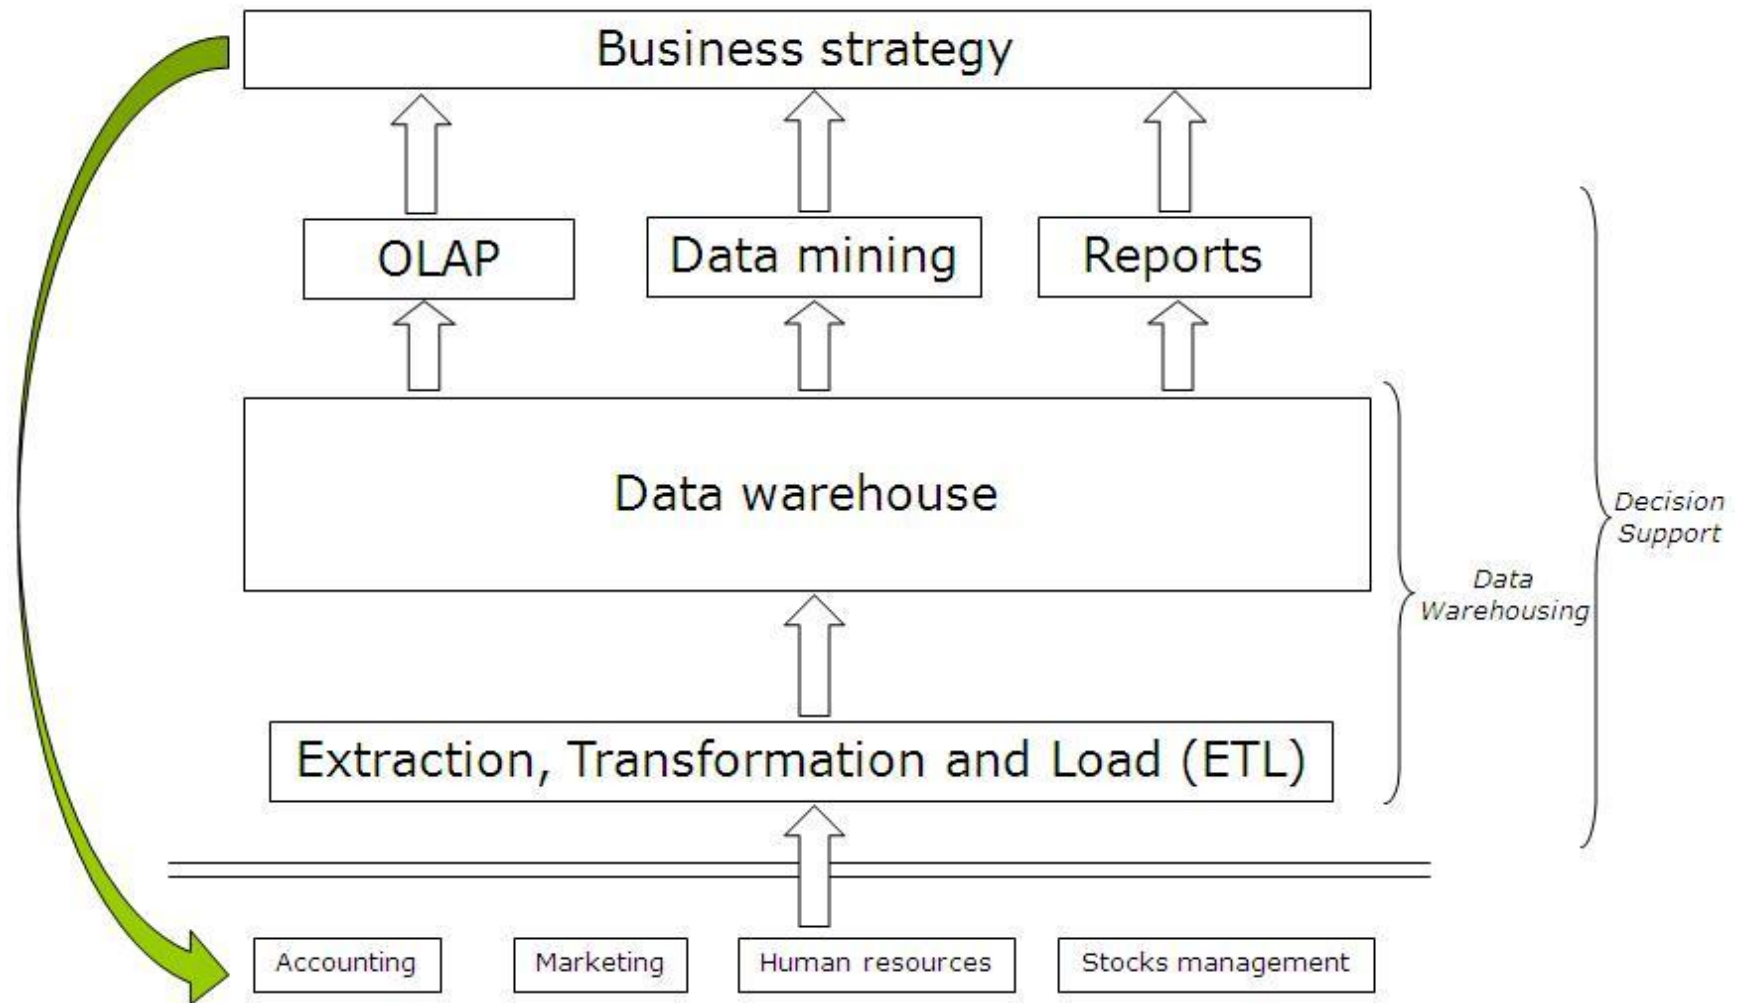 Business strategy
OLAP
Data mining
Reports
Data warehouse
Decision
Support
Data
Warehousing
Extraction, Transformation and Load (ETL)
Accounting
Marketing
Human resources
Stocks management